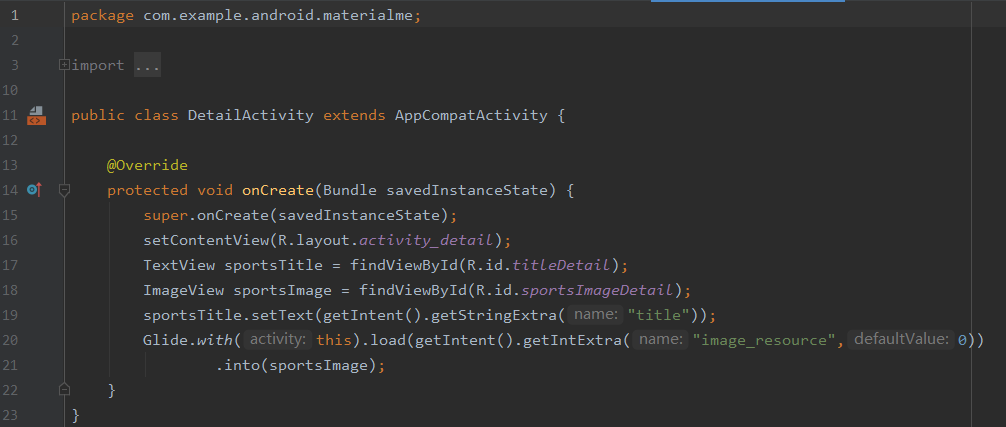 1 package com.example.android.materialme;
2
3 import ...
10
11 public class DetailActivity extends AppCompatActivity {
12
13 @Override
14 protected void onCreate(Bundle savedInstanceState) {
15 super.onCreate(savedInstanceState);
16 setContentView(R.layout.activity_detail);
17 TextView sportsTitle = findViewById(R.id.titleDetail);
18 ImageView sportsImage = findViewById(R.id.sportsImageDetail);
19 sportsTitle.setText(getIntent().getStringExtra( name: "title"));
20 Glide.with( activity: this).load(getIntent().getIntExtra( name: "image_resource", defaultValue: 0))
21 .into(sportsImage);
22 }
23 }